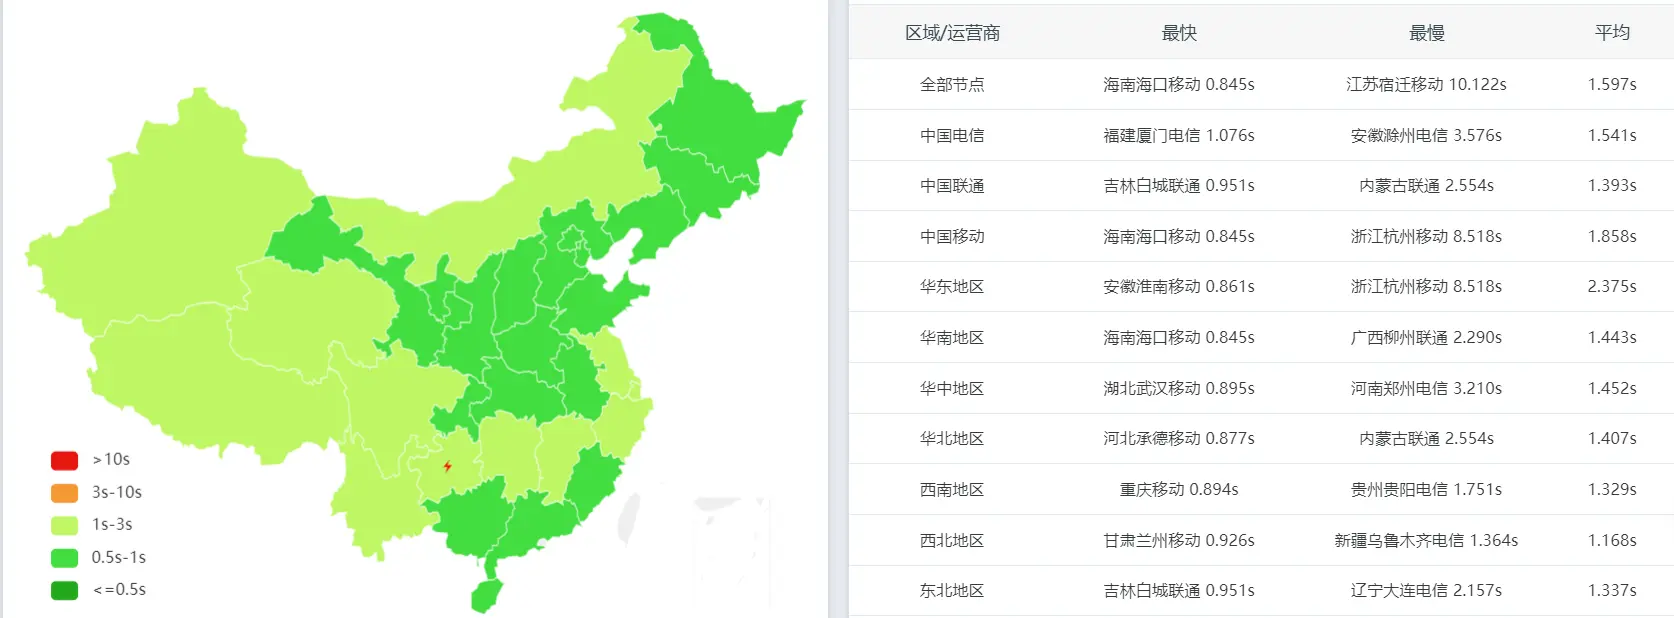 >10s
3s-10s
1s-3s
0.5s-1s
<=0.5s
区域/运营商 最快 最慢 平均
全部节点 海南海口移动 0.845s 江苏宿迁移动 10.122s 1.597s
中国电信 福建厦门电信 1.076s 安徽滁州电信 3.576s 1.541s
中国联通 吉林白城联通 0.951s 内蒙古联通 2.554s 1.393s
中国移动 海南海口移动 0.845s 浙江杭州移动 8.518s 1.858s
华东地区 安徽淮南移动 0.861s 浙江杭州移动 8.518s 2.375s
华南地区 海南海口移动 0.845s 广西柳州联通 2.290s 1.443s
华中地区 湖北武汉移动 0.895s 河南郑州电信 3.210s 1.452s
华北地区 河北承德移动 0.877s 内蒙古联通 2.554s 1.407s
西南地区 重庆移动 0.894s 贵州贵阳电信 1.751s 1.329s
西北地区 甘肃兰州移动 0.926s 新疆乌鲁木齐电信 1.364s 1.168s
东北地区 吉林白城联通 0.951s 辽宁大连电信 2.157s 1.337s